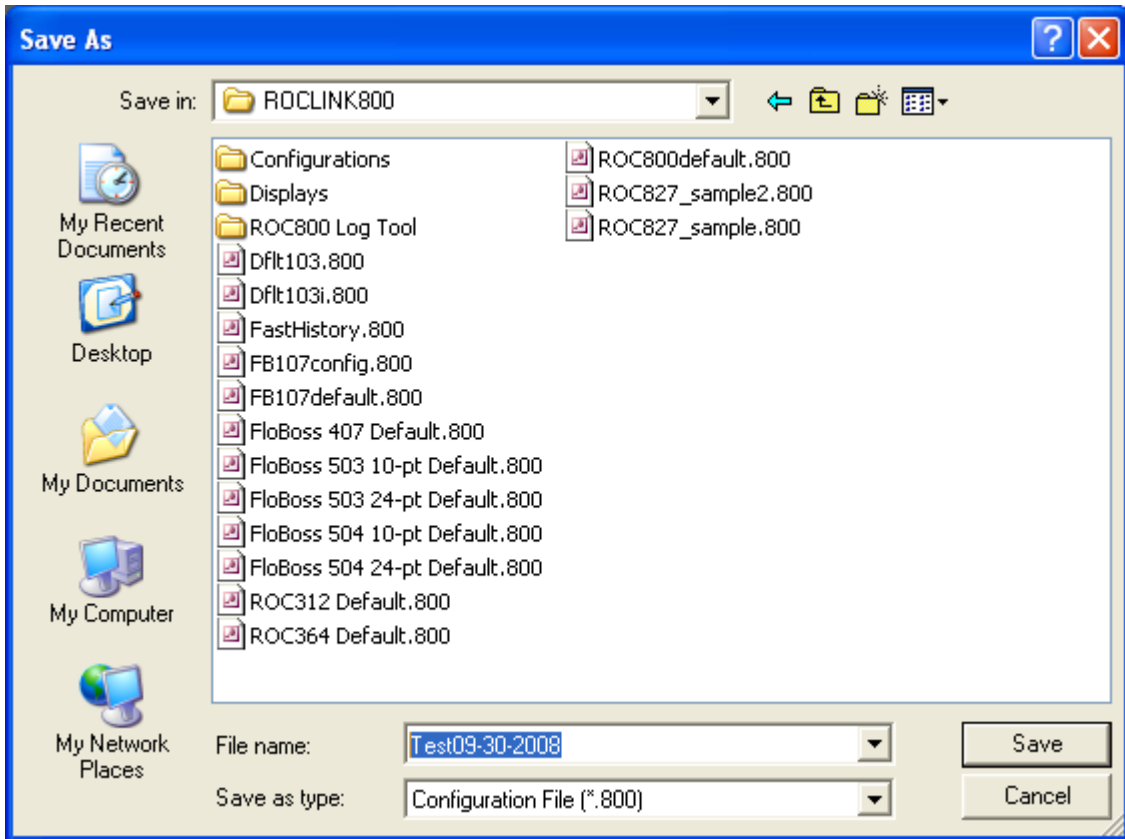 Save As
Save in: ROCLINK800
My Recent
Documents
Desktop
My Documents
My Computer
My Network
Places
Configurations
Displays
ROC800 Log Tool
Dflt103.800
Dflt103i.800
FastHistory.800
FB107config.800
FB107default.800
FloBoss 407 Default.800
FloBoss 503 10-pt Default.800
FloBoss 503 24-pt Default.800
FloBoss 504 10-pt Default.800
FloBoss 504 24-pt Default.800
ROC312 Default.800
ROC364 Default.800
ROC800default.800
ROC827_sample2.800
ROC827_sample.800
File name: Test09-30-2008 Save
Save as type: Configuration File (*.800) Cancel